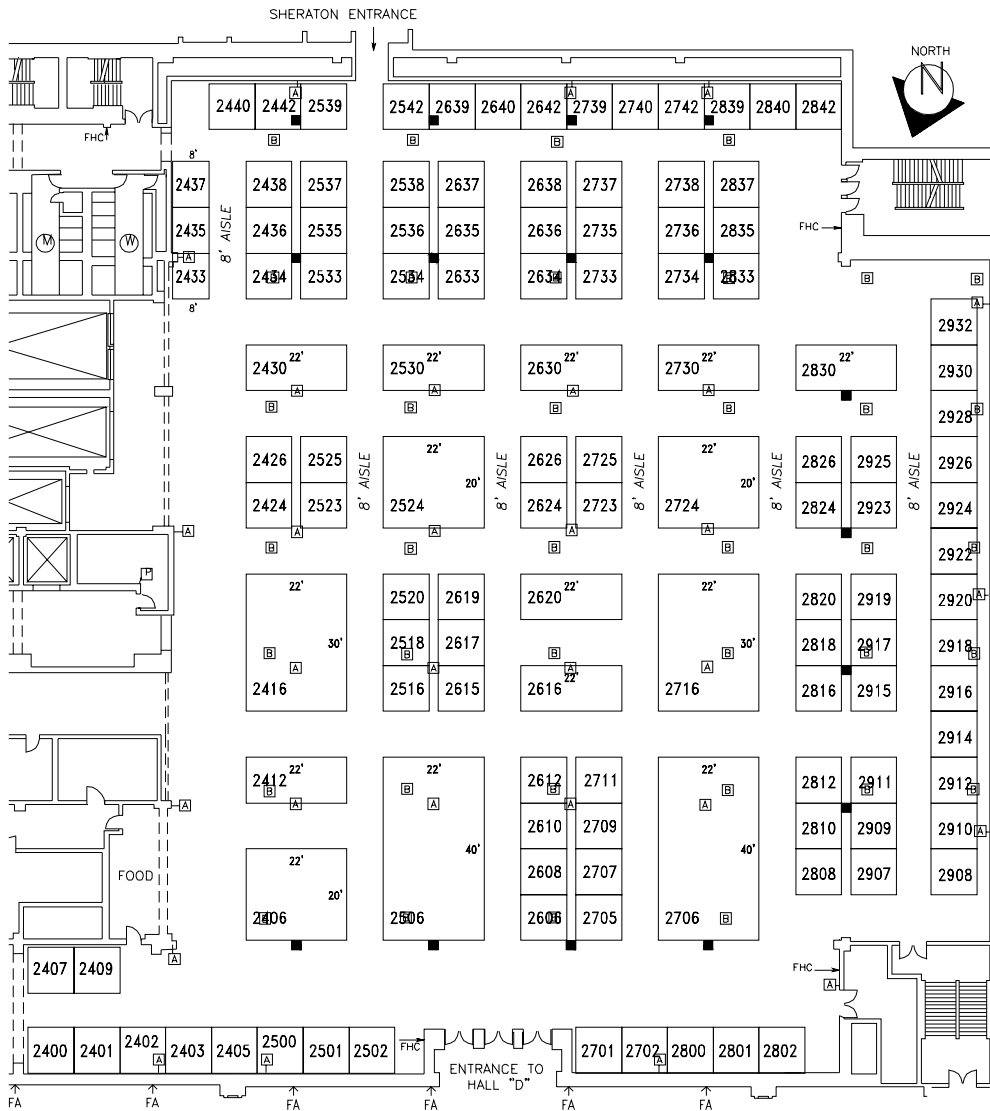 SHERATON ENTRANCE
NORTH
N
A A A
2440 2442 2539 2542 2639 2640 2642 2739 2740 2742 2839 2840 2842
FHC
B B B B
8'
2437 2438 2537 2538 2637 2638 2737 2738 2837
M W
2435 8' AISLE 2436 2535 2536 2635 2636 2735 2736 2835
FHC
A
2433 2434 B 2533 2534 B 2633 2634 B 2733 2734 2833 B B B
8'
A
2932
22' 22' 22' 22' 22'
2430 2530 2630 2730 2830 2930
A A A A
B B B B B B
2928
22' 22'
2426 2525 2626 2725 2826 2925 2926
8' AISLE 20' 8' AISLE 8' AISLE 20' 8' AISLE 8' AISLE
2424 2523 2524 2624 2723 2724 2824 2923 2924
A A A A A
B B B B B B
2922
P
22' 22' 22'
2520 2619 2620 2820 2919 2920
A
30' 2518 2617 30' 2818 2917 2918
B B B B B
A A A A
22'
2416 2516 2615 2616 2716 2816 2915 2916
2914
22' 22' 22'
2412 2612 2711 2812 2911 2912
B B B B B B
A A A A A
2610 2709 2810 2909 2910
A
40' 40'
22'
FOOD 2608 2707 2808 2907 2908
20'
2406 2506 2606 2705 2706
B B B B
A
2407 2409
FHC
A
2400 2401 2402 2403 2405 2500 2501 2502 FHC 2701 2702 2800 2801 2802
A A A
ENTRANCE TO
HALL "D"
FA FA FA FA FA FA